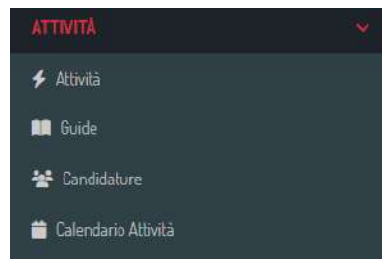 ATTIVITÀ
Attività
Guide
Candidature
Calendario Attività